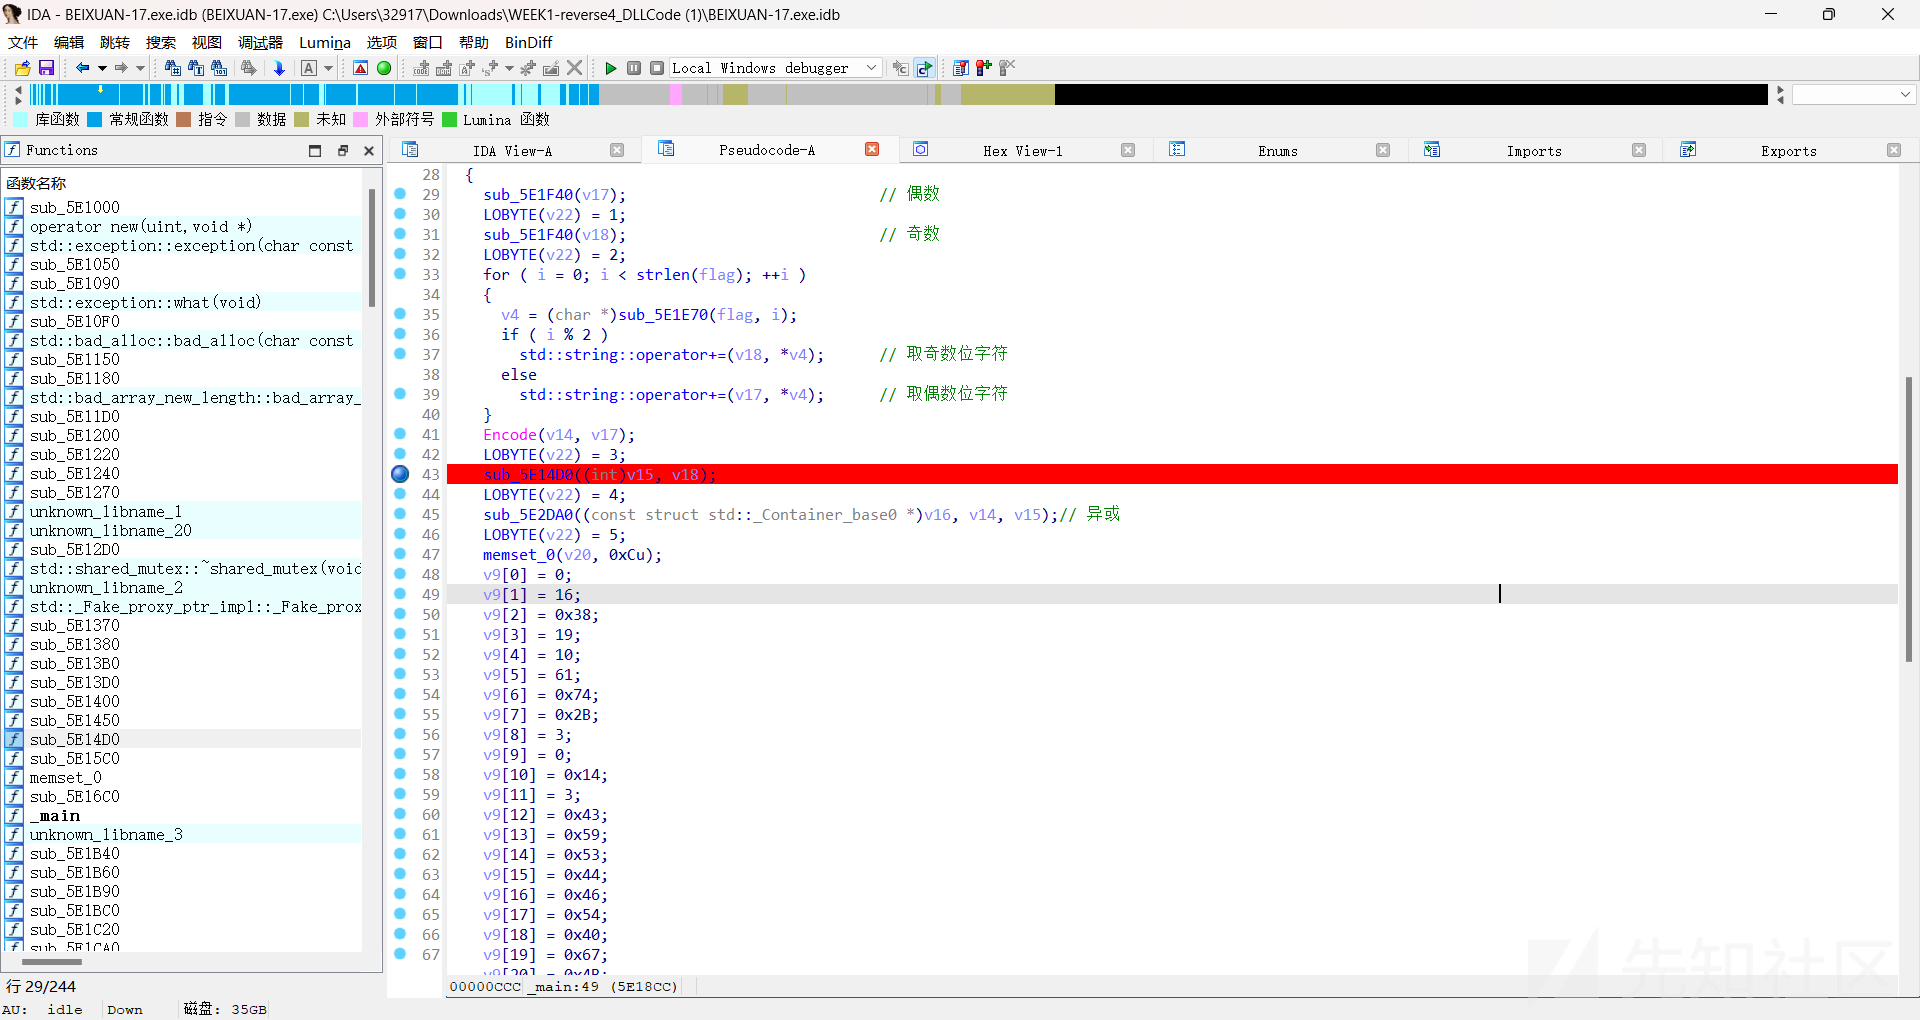 IDA - BEIXUAN-17.exe.idb (BEIXUAN-17.exe) C:\Users\32917\Downloads\WEEK1-reverse4_DLLCode (1)\BEIXUAN-17.exe.idb
文件 编辑 跳转 搜索 视图 调试器 Lumina 选项 窗口 帮助 BinDiff
Local Windows debugger
库函数 常规函数 指令 数据 未知 外部符号 Lumina 函数
Functions
函数名称
sub_5E1000
operator new(uint,void *)
std::exception::exception(char const
sub_5E1050
sub_5E1090
std::exception::what(void)
sub_5E10F0
std::bad_alloc::bad_alloc(char const
sub_5E1150
sub_5E1180
std::bad_array_new_length::bad_array_
sub_5E11D0
sub_5E1200
sub_5E1220
sub_5E1240
sub_5E1270
unknown_libname_1
unknown_libname_20
sub_5E12D0
std::shared_mutex::~shared_mutex(void
unknown_libname_2
std::_Fake_proxy_ptr_impl::_Fake_prox
sub_5E1370
sub_5E1380
sub_5E13B0
sub_5E13D0
sub_5E1400
sub_5E1450
sub_5E14D0
sub_5E15C0
memset_0
sub_5E16C0
_main
unknown_libname_3
sub_5E1B40
sub_5E1B60
sub_5E1B90
sub_5E1BC0
sub_5E1C20
sub_5E1CA0
行 29/244
AU: idle Down 磁盘: 35GB
IDA View-A Pseudocode-A Hex View-1 Enums Imports Exports
28 {
29 sub_5E1F40(v17); // 偶数
30 LOBYTE(v22) = 1;
31 sub_5E1F40(v18); // 奇数
32 LOBYTE(v22) = 2;
33 for ( i = 0; i < strlen(flag); ++i )
34 {
35 v4 = (char *)sub_5E1E70(flag, i);
36 if ( i % 2 )
37 std::string::operator+=(v18, *v4); // 取奇数位字符
38 else
39 std::string::operator+=(v17, *v4); // 取偶数位字符
40 }
41 Encode(v14, v17);
42 LOBYTE(v22) = 3;
43 sub_5E14D0((int)v15, v18);
44 LOBYTE(v22) = 4;
45 sub_5E2DA0((const struct std::_Container_base0 *)v16, v14, v15);// 异或
46 LOBYTE(v22) = 5;
47 memset_0(v20, 0xCu);
48 v9[0] = 0;
49 v9[1] = 16;
50 v9[2] = 0x38;
51 v9[3] = 19;
52 v9[4] = 10;
53 v9[5] = 61;
54 v9[6] = 0x74;
55 v9[7] = 0x2B;
56 v9[8] = 3;
57 v9[9] = 0;
58 v9[10] = 0x14;
59 v9[11] = 3;
60 v9[12] = 0x43;
61 v9[13] = 0x59;
62 v9[14] = 0x53;
63 v9[15] = 0x44;
64 v9[16] = 0x46;
65 v9[17] = 0x54;
66 v9[18] = 0x40;
67 v9[19] = 0x67;
v9[20] = 0x4B;
00000CCC _main:49 (5E18CC)
先知社区